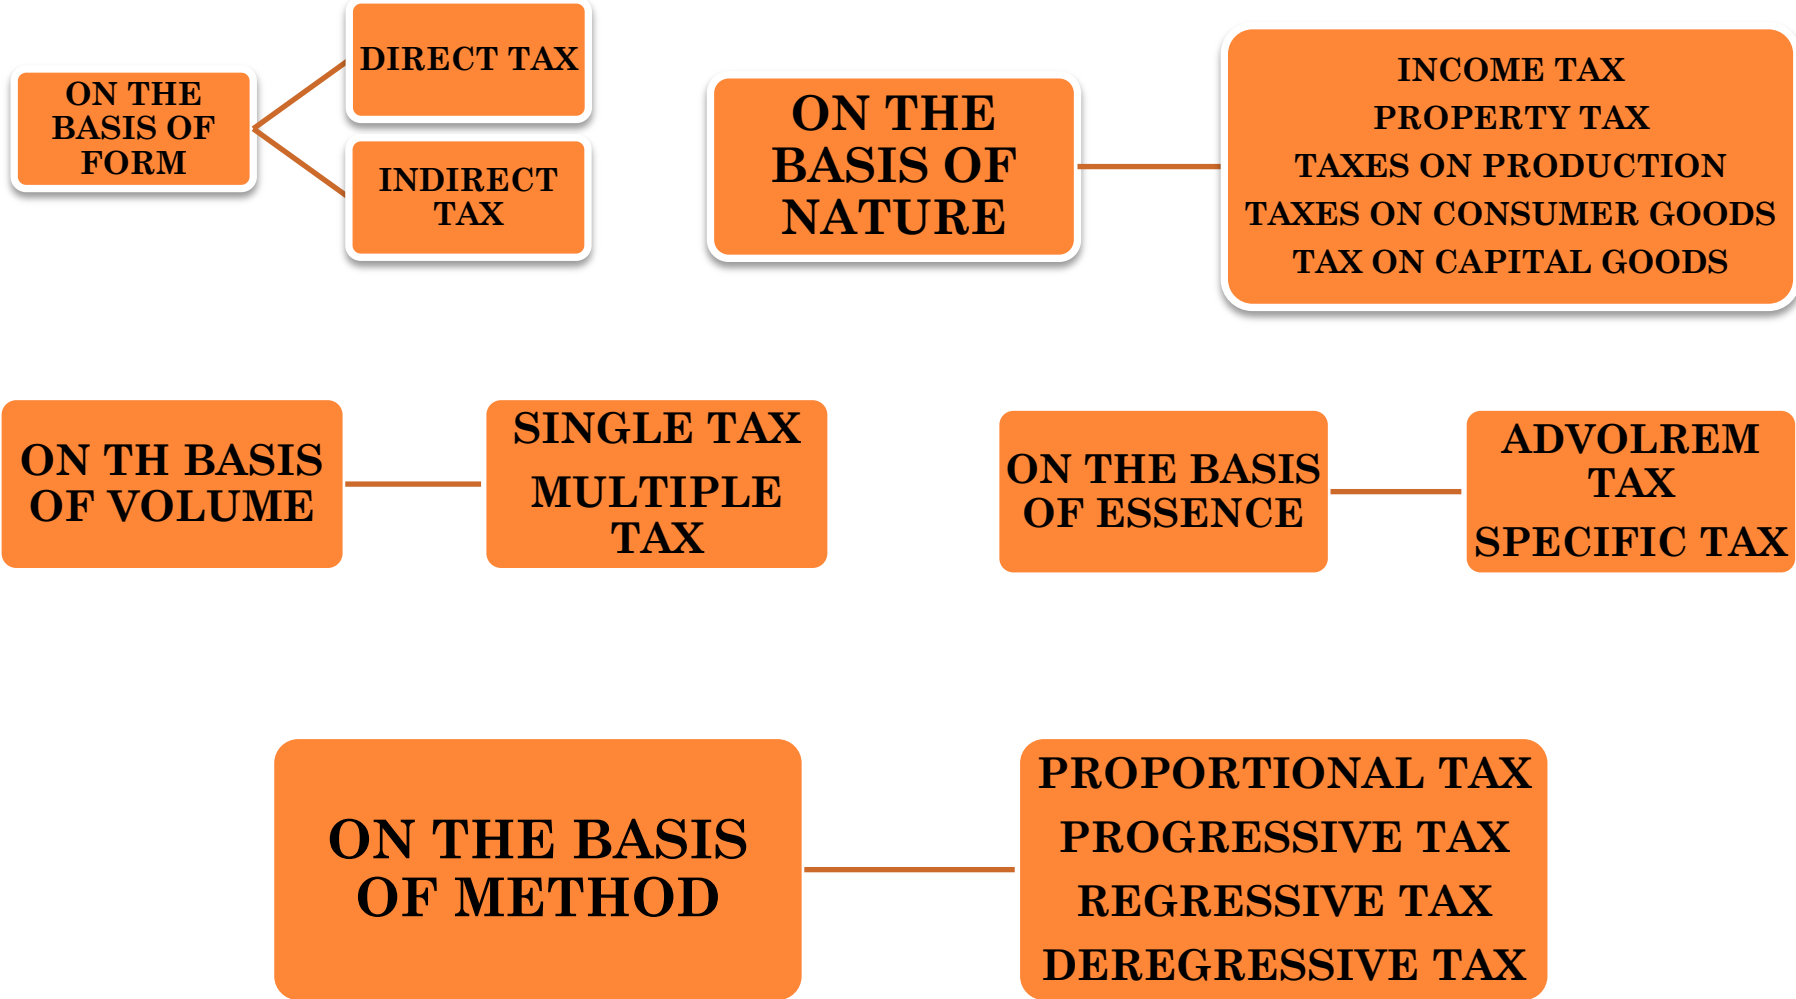 ON THE
BASIS OF
FORM
DIRECT TAX
INDIRECT
TAX
ON THE
BASIS OF
NATURE
INCOME TAX
PROPERTY TAX
TAXES ON PRODUCTION
TAXES ON CONSUMER GOODS
TAX ON CAPITAL GOODS
ON TH BASIS
OF VOLUME
SINGLE TAX
MULTIPLE
TAX
ON THE BASIS
OF ESSENCE
ADVOLREM
TAX
SPECIFIC TAX
ON THE BASIS
OF METHOD
PROPORTIONAL TAX
PROGRESSIVE TAX
REGRESSIVE TAX
DEREGRESSIVE TAX